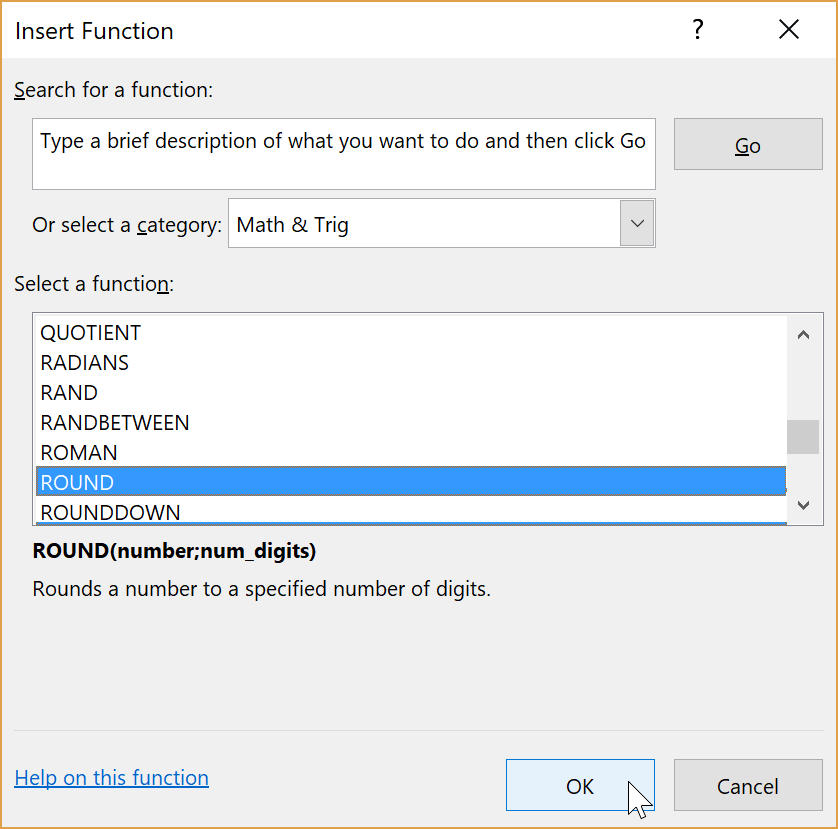 Insert Function ?
Search for a function:
Type a brief description of what you want to do and then click Go
Go
Or select a category: Math & Trig
Select a function:
QUOTIENT
RADIANS
RAND
RANDBETWEEN
ROMAN
ROUND
ROUNDDOWN
ROUND(number;num_digits)
Rounds a number to a specified number of digits.
Help on this function
OK
Cancel